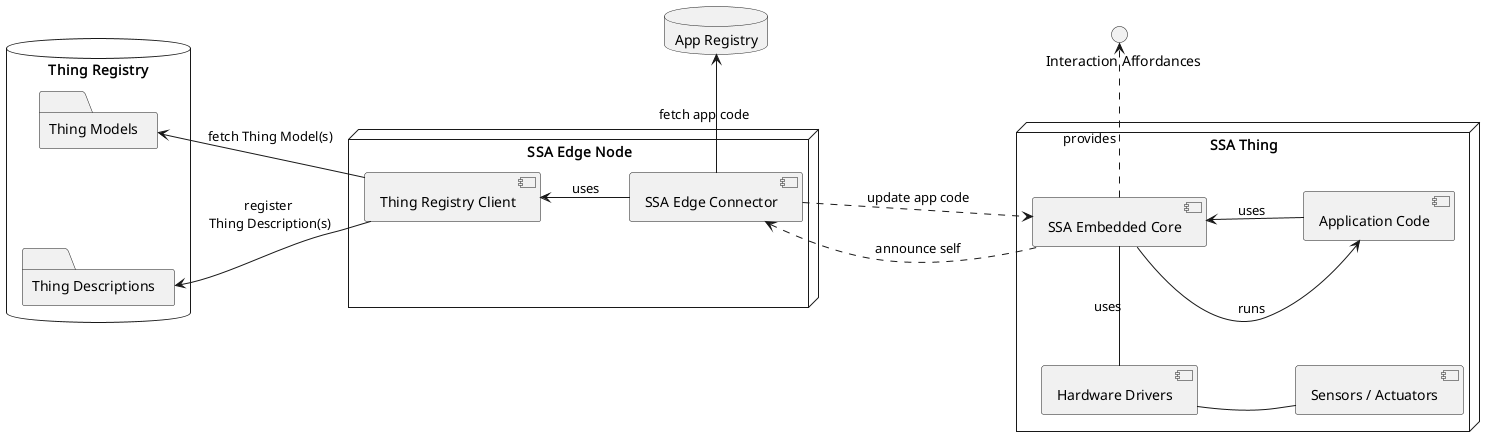 App Registry
Thing Registry
Interaction Affordances
Thing Models
fetch Thing Model(s)
fetch app code
SSA Edge Node
provides
SSA Thing
Thing Registry Client
uses
SSA Edge Connector
update app code
SSA Embedded Core
uses
Application Code
register
Thing Description(s)
announce self
Thing Descriptions
uses
runs
Hardware Drivers
Sensors / Actuators